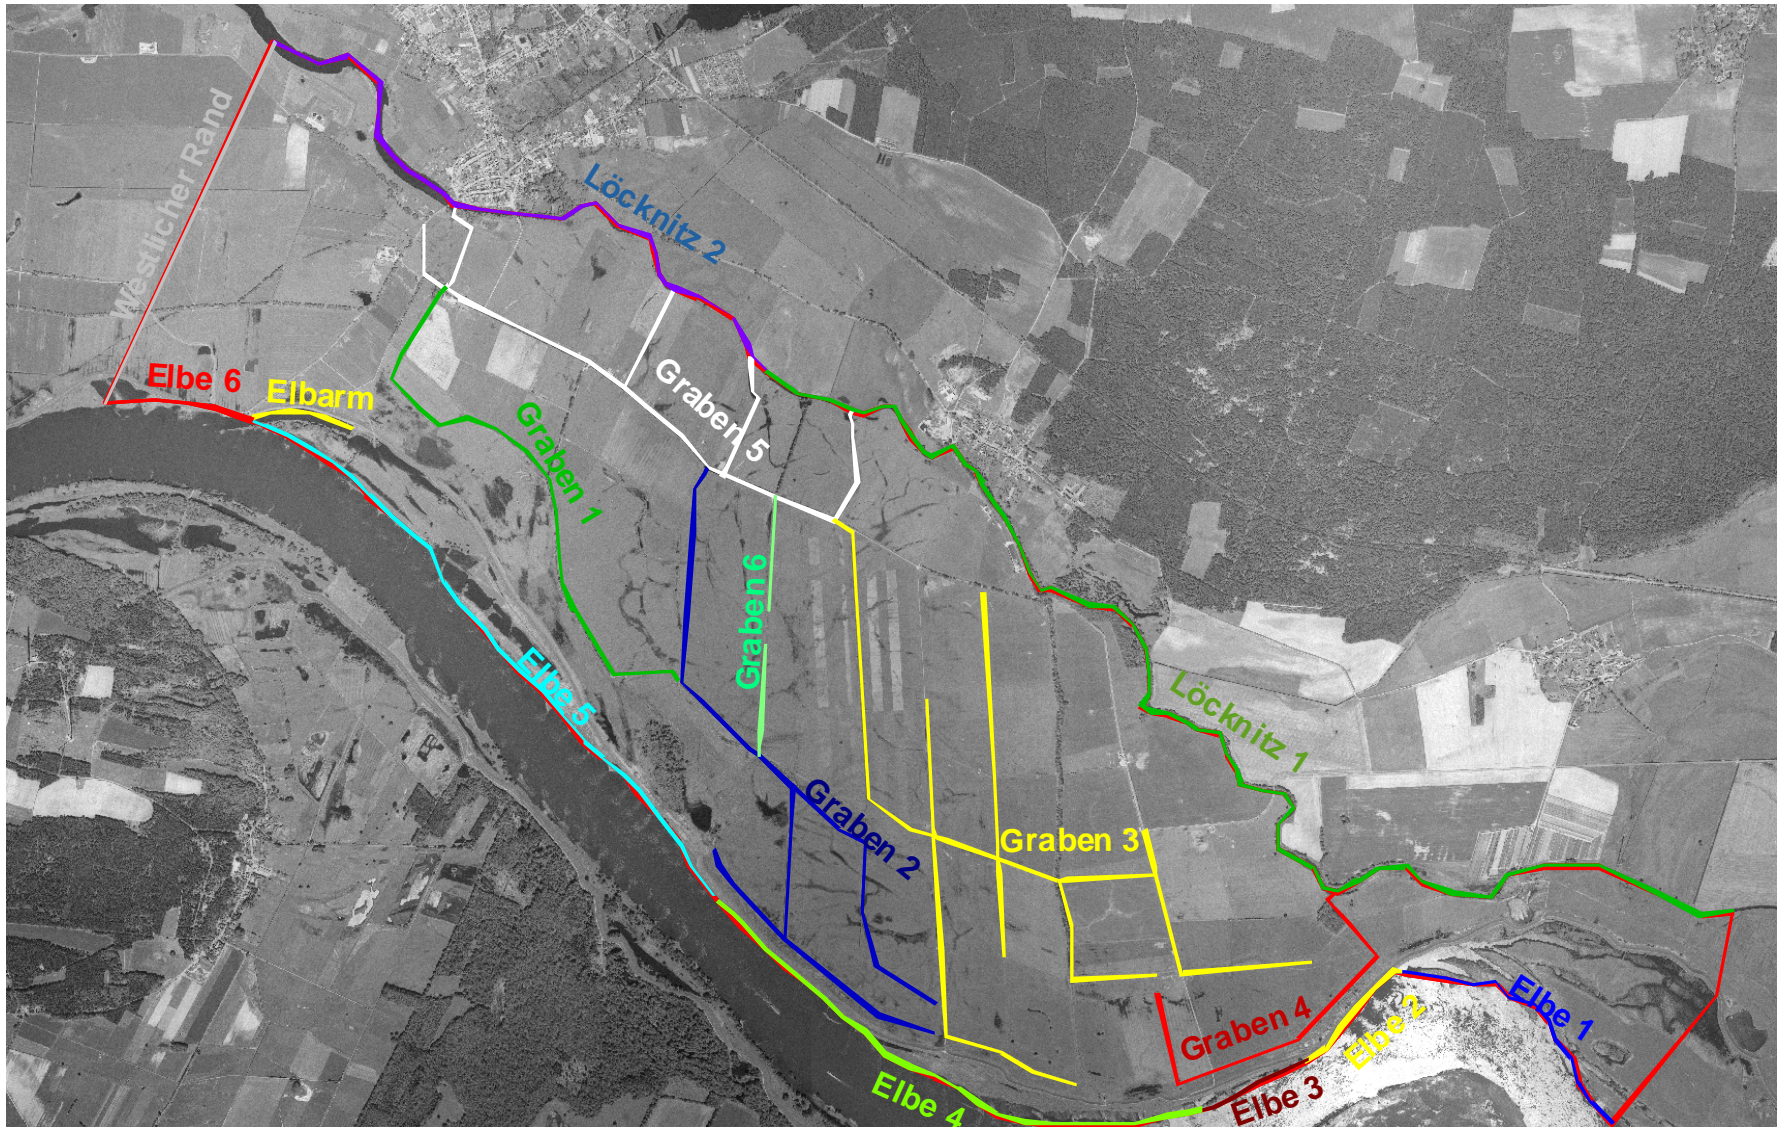 Westlicher Rand
Löcknitz 2
Elbe 6
Elbarm
Graben 5
Graben 1
Graben 6
Elbe 5
Löcknitz 1
Graben 2
Graben 3
Graben 4
Elbe 1
Elbe 2
Elbe 3
Elbe 4